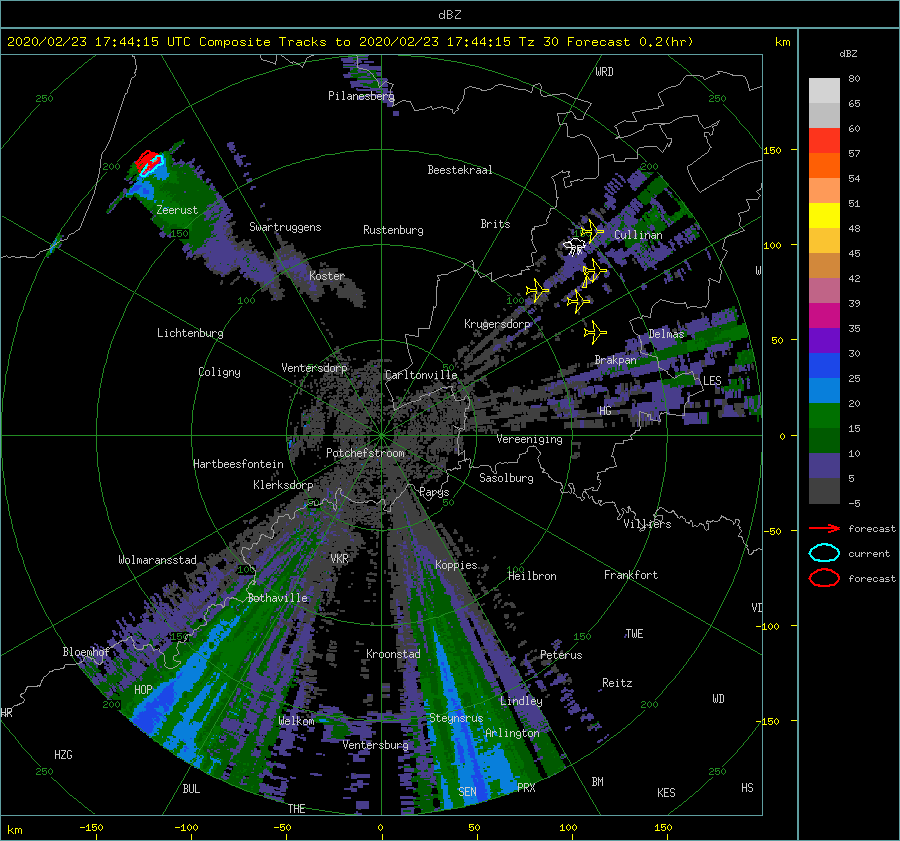 dBZ
2020/02/23 17:44:15 UTC Composite Tracks to 2020/02/23 17:44:15 Tz 30 Forecast 0.2(hr)
km
dBZ
WRD
80
250
Pilanesberg
250
65
60
150
200
Beestekraal
200
57
54
Zeerust
51
150
Swartruggens
Rustenburg
Brits
Cullinan
48
100
45
Koster
W
42
100
100
39
Lichtenburg
Krugersdorp
Delmas
35
50
30
Ventersdorp
Carltonville
Brakpan
Coligny
LES
25
20
HG
15
Vereeniging
0
10
Potchefstroom
Hartbeesfontein
Sasolburg
5
Klerksdorp
Parys
-5
50
50
Villiers
forecast
-50
Wolmaransstad
VKR
current
Koppies
100
100
Heilbron
Frankfort
forecast
Bothaville
VI
-100
150
150
TWE
Bloemhof
Kroonstad
Petrus
Reitz
HOP
Lindley
WD
200
200
HR
Welkom
Steynsrus
-150
Arlington
Ventersburg
HZG
250
250
BUL
SEN
PRX
BM
KES
HS
THE
km
-150
-100
-50
0
50
100
150